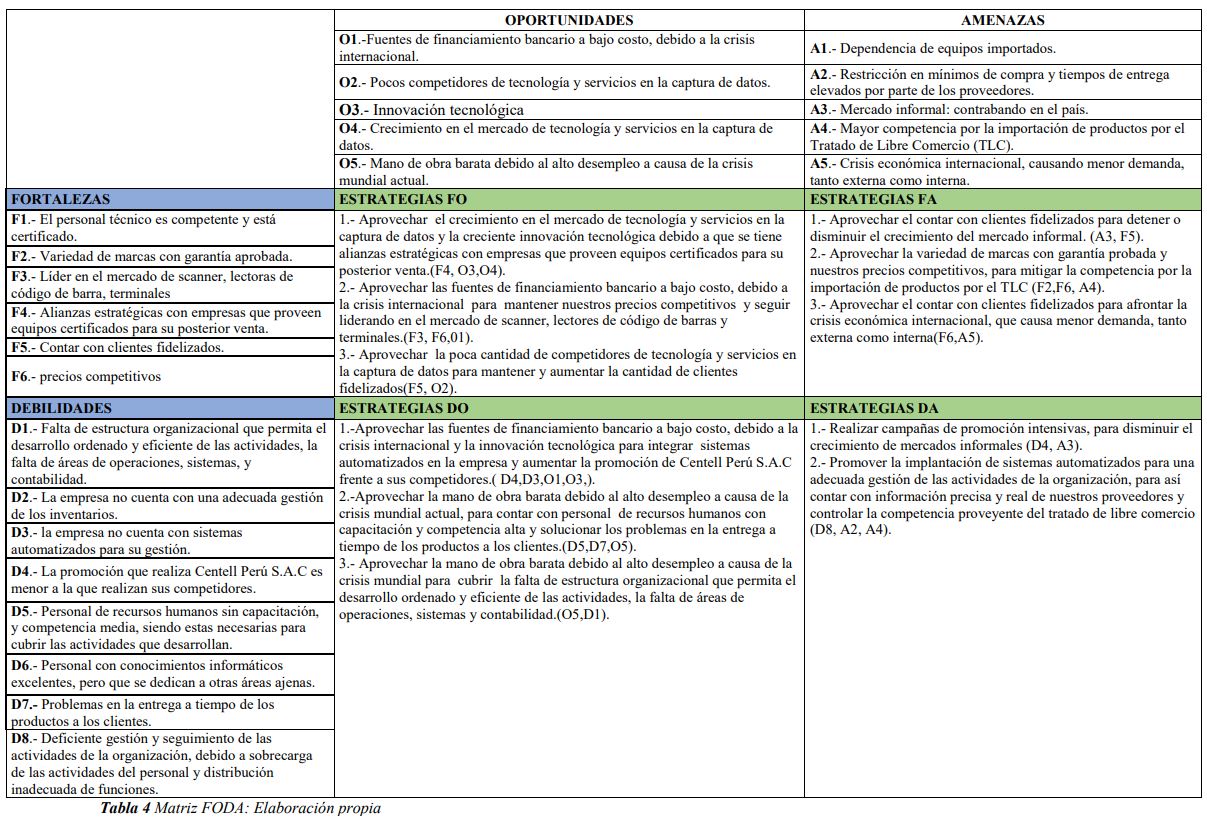 OPORTUNIDADES
AMENAZAS
O1.-Fuentes de financiamiento bancario a bajo costo, debido a la crisis
internacional.
A1.- Dependencia de equipos importados.
O2.- Pocos competidores de tecnología y servicios en la captura de datos.
A2.- Restricción en mínimos de compra y tiempos de entrega
elevados por parte de los proveedores.
O3.- Innovación tecnológica
A3.- Mercado informal: contrabando en el país.
O4.- Crecimiento en el mercado de tecnología y servicios en la captura de
datos.
A4.- Mayor competencia por la importación de productos por el
Tratado de Libre Comercio (TLC).
O5.- Mano de obra barata debido al alto desempleo a causa de la crisis
mundial actual.
A5.- Crisis económica internacional, causando menor demanda,
tanto externa como interna.
FORTALEZAS
ESTRATEGIAS FO
ESTRATEGIAS FA
F1.- El personal técnico es competente y está
certificado.
F2.- Variedad de marcas con garantía aprobada.
F3.- Líder en el mercado de scanner, lectoras de
código de barra, terminales
F4.- Alianzas estratégicas con empresas que proveen
equipos certificados para su posterior venta.
F5.- Contar con clientes fidelizados.
F6.- precios competitivos
1.- Aprovechar el crecimiento en el mercado de tecnología y servicios en la
captura de datos y la creciente innovación tecnológica debido a que se tiene
alianzas estratégicas con empresas que proveen equipos certificados para su
posterior venta.(F4, O3,O4).
2.- Aprovechar las fuentes de financiamiento bancario a bajo costo, debido a
la crisis internacional para mantener nuestros precios competitivos y seguir
liderando en el mercado de scanner, lectores de código de barras y
terminales.(F3, F6,01).
3.- Aprovechar la poca cantidad de competidores de tecnología y servicios en
la captura de datos para mantener y aumentar la cantidad de clientes
fidelizados(F5, O2).
1.- Aprovechar el contar con clientes fidelizados para detener o
disminuir el crecimiento del mercado informal. (A3, F5).
2.- Aprovechar la variedad de marcas con garantía probada y
nuestros precios competitivos, para mitigar la competencia por la
importación de productos por el TLC (F2,F6, A4).
3.- Aprovechar el contar con clientes fidelizados para afrontar la
crisis económica internacional, que causa menor demanda, tanto
externa como interna(F6,A5).
DEBILIDADES
ESTRATEGIAS DO
ESTRATEGIAS DA
D1.- Falta de estructura organizacional que permita el
desarrollo ordenado y eficiente de las actividades, la
falta de áreas de operaciones, sistemas, y
contabilidad.
D2.- La empresa no cuenta con una adecuada gestión
de los inventarios.
D3.- la empresa no cuenta con sistemas
automatizados para su gestión.
D4.- La promoción que realiza Centell Perú S.A.C es
menor a la que realizan sus competidores.
D5.- Personal de recursos humanos sin capacitación,
y competencia media, siendo estas necesarias para
cubrir las actividades que desarrollan.
D6.- Personal con conocimientos informáticos
excelentes, pero que se dedican a otras áreas ajenas.
D7.- Problemas en la entrega a tiempo de los
productos a los clientes.
D8.- Deficiente gestión y seguimiento de las
actividades de la organización, debido a sobrecarga
de las actividades del personal y distribución
inadecuada de funciones.
1.-Aprovechar las fuentes de financiamiento bancario a bajo costo, debido a la
crisis internacional y la innovación tecnológica para integrar sistemas
automatizados en la empresa y aumentar la promoción de Centell Perú S.A.C
frente a sus competidores.( D4,D3,O1,O3,).
2.-Aprovechar la mano de obra barata debido al alto desempleo a causa de la
crisis mundial actual, para contar con personal de recursos humanos con
capacitación y competencia alta y solucionar los problemas en la entrega a
tiempo de los productos a los clientes.(D5,D7,O5).
3.- Aprovechar la mano de obra barata debido al alto desempleo a causa de la
crisis mundial para cubrir la falta de estructura organizacional que permita el
desarrollo ordenado y eficiente de las actividades, la falta de áreas de
operaciones, sistemas y contabilidad.(O5,D1).
1.- Realizar campañas de promoción intensivas, para disminuir el
crecimiento de mercados informales (D4, A3).
2.- Promover la implantación de sistemas automatizados para una
adecuada gestión de las actividades de la organización, para así
contar con información precisa y real de nuestros proveedores y
controlar la competencia proveyente del tratado de libre comercio
(D8, A2, A4).
Tabla 4 Matriz FODA: Elaboración propia